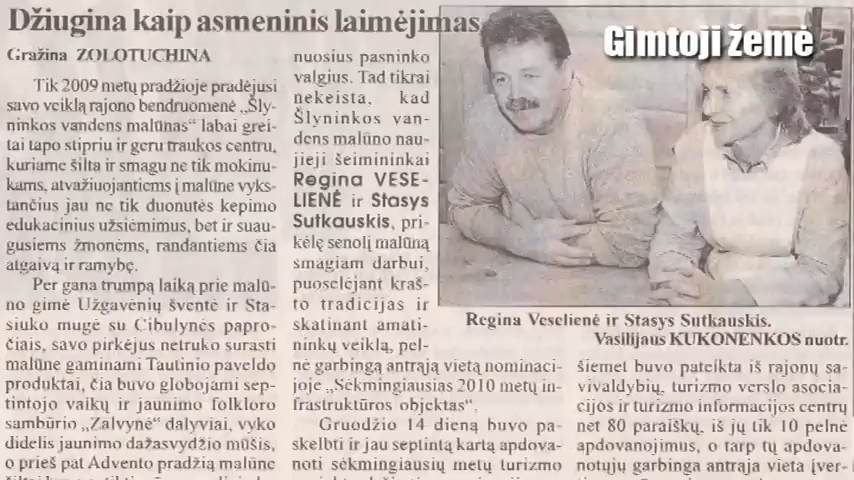 Džiugina kaip asmeninis laimėjimas
Gimtoji žemė
Gražina ZOLOTUCHINA
Tik 2009 metų pradžioje pradėjusi
savo veiklą rajono bendruomenė „Šly-
ninkos vandens malūnas“ labai grei-
tai tapo stipriu ir geru traukos centru,
kuriame šilta ir smagu ne tik mokinu-
kams, atvažiuojantiems į malūne vyks-
tančius jau ne tik duonutės kepimo
edukacinius užsiėmimus, bet ir suau-
gusiems žmonėms, randantiems čia
atgaivą ir ramybę.
Per gana trumpą laiką prie malū-
no gimė Užgavėnių šventė ir Sta-
siuko mugė su Cibulynės papro-
čiais, savo pirkėjus netruko surasti
malūne gaminami Tautinio paveldo
produktai, čia buvo globojami sep-
tintojo vaikų ir jaunimo folkloro
sambūrio „Zalvynė“ dalyviai, vyko
didelis jaunimo dažasvydžio mūšis,
o prieš pat Advento pradžią malūne
nuosius pasninko
valgius. Tad tikrai
nekeista, kad
Šlyninkos van-
dens malūno nau-
jieji šeimininkai
Regina VESE-
LIENĖ ir Stasys
Sutkauskis, pri-
kėlę senolį malūną
smagiam darbui,
puoselėjant kraš-
to tradicijas ir
skatinant amati-
ninkų veiklą, pel-
nė garbingą antrąją vietą nominaci-
joje „Sėkmingiausias 2010 metų in-
frastruktūros objektas“.
Gruodžio 14 dieną buvo pa-
skelbti ir jau septintą kartą apdova-
noti sėkmingiausių metų turizmo
Regina Veselienė ir Stasys Sutkauskis.
Vasilijaus KUKONENKOS nuotr.
šiemet buvo pateikta iš rajonų sa-
vivaldybių, turizmo verslo asocia-
cijos ir turizmo informacijos centrų
net 80 paraiškų, iš jų tik 10 pelnė
apdovanojimus, o tarp tų apdova-
notųjų garbinga antrąja vieta įver-